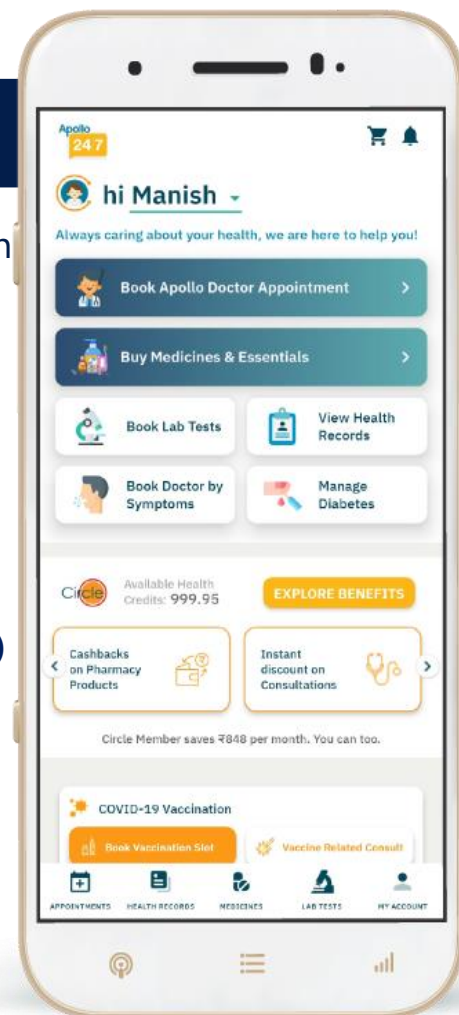 Apollo
24|7
hi Manish
Always caring about your health, we are here to help you!
Book Apollo Doctor Appointment
Buy Medicines & Essentials
Book Lab Tests
View Health
Records
Book Doctor by
Symptoms
Manage
Diabetes
Circle
Available Health
Credits: 999.95
EXPLORE BENEFITS
Cashbacks
on Pharmacy
Products
Instant
discount on
Consultations
Circle Member saves ₹848 per month. You can too.
COVID-19 Vaccination
Book Vaccination Slot
Vaccine Related Consult
APPOINTMENTS
HEALTH RECORDS
MEDICINES
LAB TESTS
MY ACCOUNT